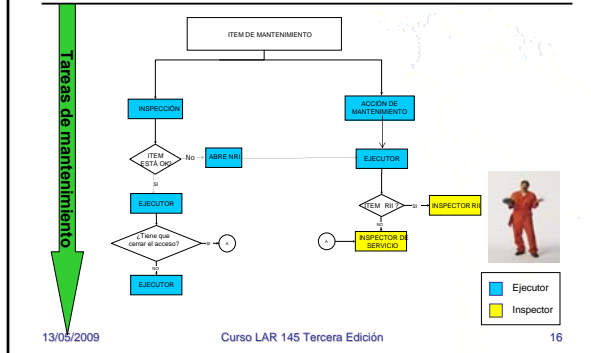 Tareas de mantenimiento
ITEM DE MANTENIMIENTO
INSPECCIÓN
ACCIÓN DE
MANTENIMIENTO
ITEM
ESTÁ OK?
No
ABRE NRI
EJECUTOR
SI
EJECUTOR
ITEM RII ?
SI
INSPECTOR RII
NO
¿Tiene que
cerrar el acceso?
SI
A
A
INSPECTOR DE
SERVICIO
NO
EJECUTOR
Ejecutor
Inspector
13/05/2009
Curso LAR 145 Tercera Edición
16